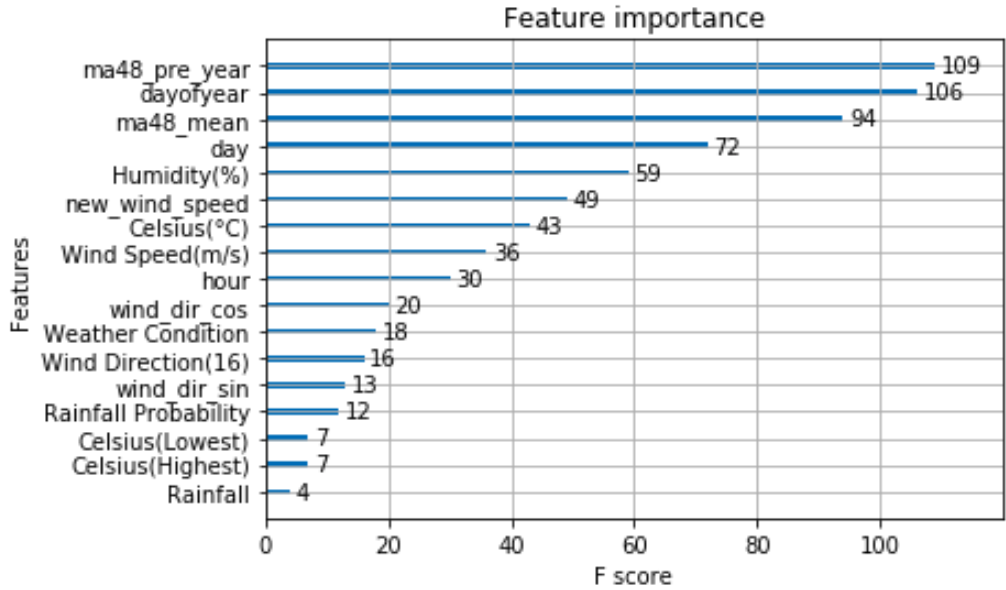 Feature importance
ma48_pre_year 109
dayofyear 106
ma48_mean 94
day 72
Humidity(%) 59
new_wind_speed 49
Celsius(°C) 43
Wind Speed(m/s) 36
hour 30
wind_dir_cos 20
Weather Condition 18
Wind Direction(16) 16
wind_dir_sin 13
Rainfall Probability 12
Celsius(Lowest) 7
Celsius(Highest) 7
Rainfall 4
Features
0 20 40 60 80 100
F score